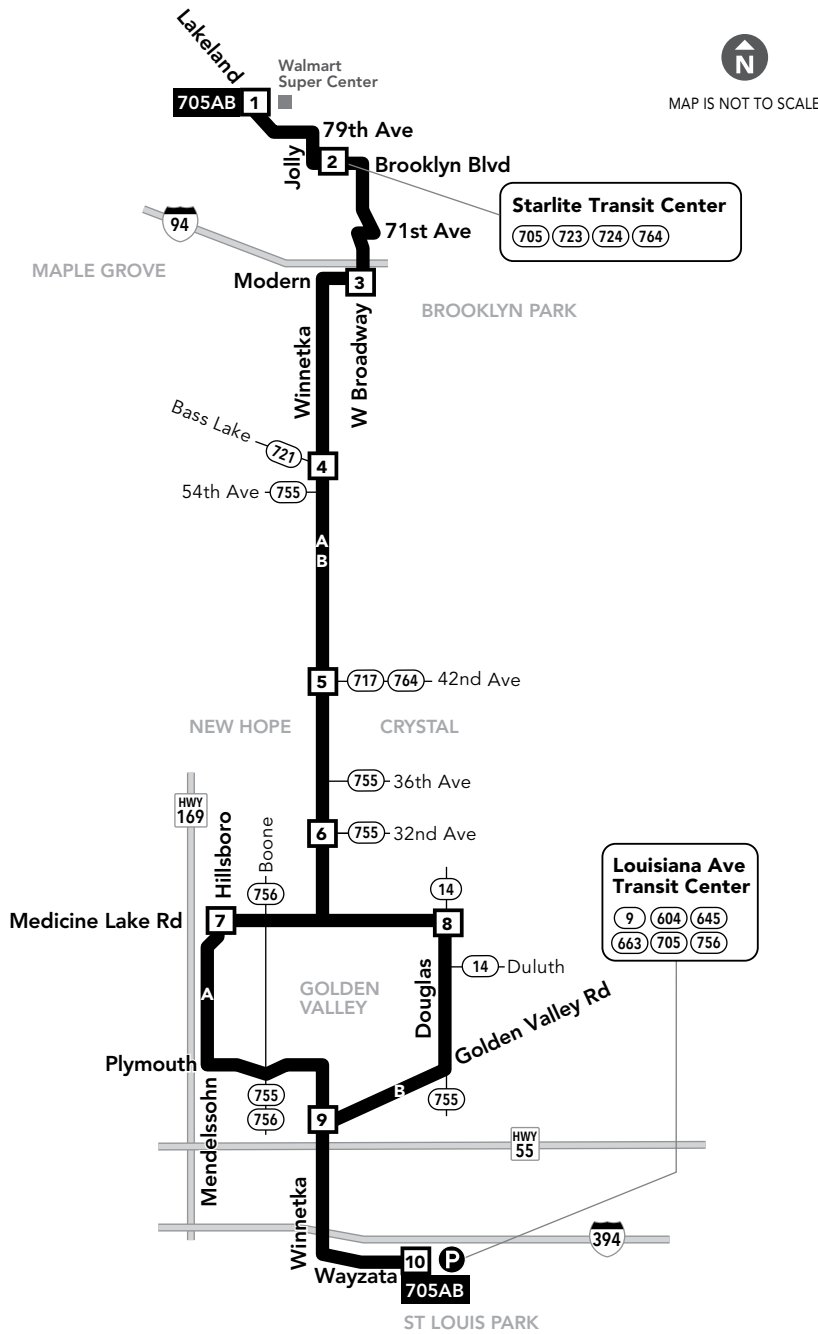 Lakeland
Walmart
Super Center
N
MAP IS NOT TO SCALE
705AB
1
79th Ave
Jolly
2
Brooklyn Blvd
Starlite Transit Center
705 723 724 764
94
71st Ave
MAPLE GROVE
Modern
3
BROOKLYN PARK
Winnetka
W Broadway
Bass Lake
721
4
54th Ave
755
A
B
5
717
764
42nd Ave
NEW HOPE
CRYSTAL
755
36th Ave
HWY
169
6
755
32nd Ave
Hillsboro
Boone
756
14
Louisiana Ave
Transit Center
9 604 645
663 705 756
Medicine Lake Rd
7
8
14
Duluth
A
GOLDEN
VALLEY
Douglas
Golden Valley Rd
Plymouth
755
756
B
755
9
Mendelssohn
HWY
55
Winnetka
394
Wayzata
10
P
705AB
ST LOUIS PARK